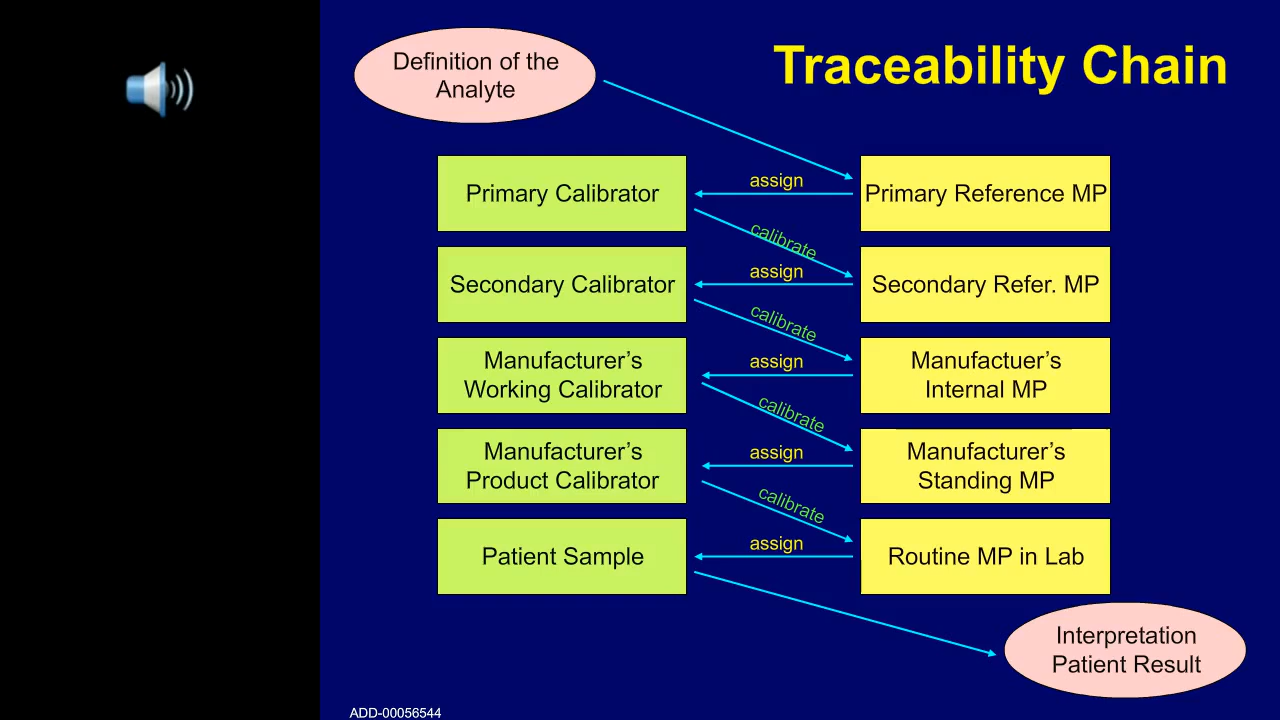 Definition of the
Analyte
Traceability Chain
Primary Calibrator
assign
Primary Reference MP
calibrate
Secondary Calibrator
assign
Secondary Refer. MP
calibrate
Manufacturer’s
Working Calibrator
assign
Manufactuer’s
Internal MP
calibrate
Manufacturer’s
Product Calibrator
assign
Manufacturer’s
Standing MP
calibrate
Patient Sample
assign
Routine MP in Lab
Interpretation
Patient Result
ADD-00056544